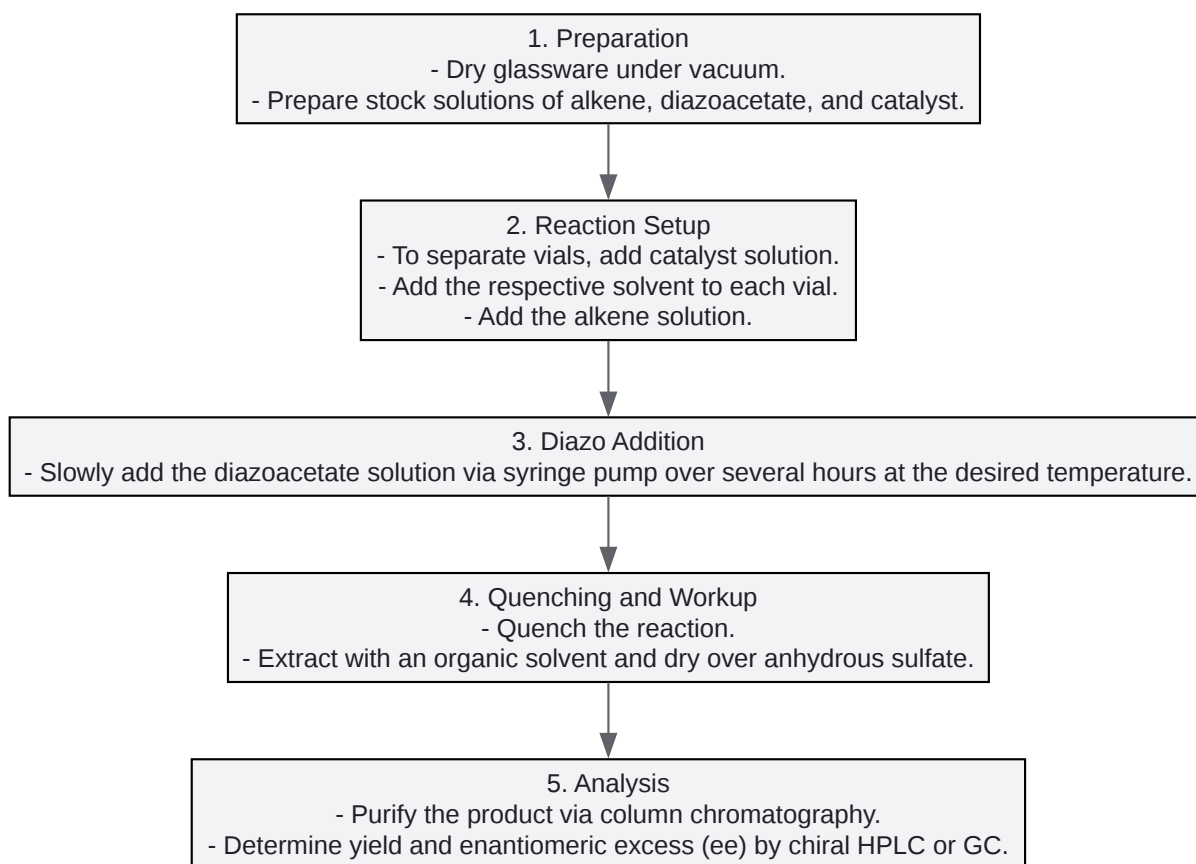 1. Preparation
- Dry glassware under vacuum.
- Prepare stock solutions of alkene, diazoacetate, and catalyst.
2. Reaction Setup
- To separate vials, add catalyst solution.
- Add the respective solvent to each vial.
- Add the alkene solution.
3. Diazo Addition
- Slowly add the diazoacetate solution via syringe pump over several hours at the desired temperature.
4. Quenching and Workup
- Quench the reaction.
- Extract with an organic solvent and dry over anhydrous sulfate.
5. Analysis
- Purify the product via column chromatography.
- Determine yield and enantiomeric excess (ee) by chiral HPLC or GC.